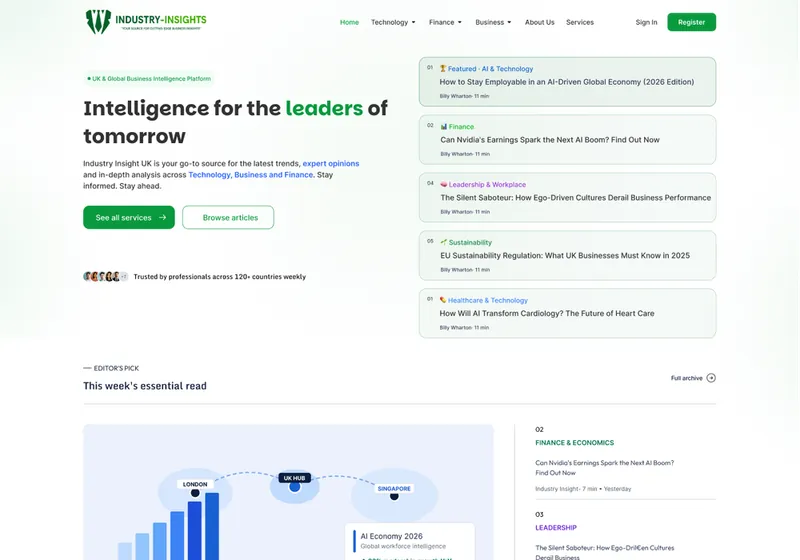 INDUSTRY-INSIGHTS
"YOUR SOURCE FOR CUTTING-EDGE BUSINESS INSIGHTS"
Home
Technology
Finance
Business
About Us
Services
Sign In
Register
UK & Global Business Intelligence Platform
Intelligence for the leaders of
tomorrow
Industry Insight UK is your go-to source for the latest trends, expert opinions
and in-depth analysis across Technology, Business and Finance. Stay
informed. Stay ahead.
See all services →
Browse articles
Trusted by professionals across 120+ countries weekly
01 Featured · AI & Technology
How to Stay Employable in an AI-Driven Global Economy (2026 Edition)
Billy Wharton· 11 min
02 Finance
Can Nvidia's Earnings Spark the Next AI Boom? Find Out Now
Billy Wharton· 11 min
04 Leadership & Workplace
The Silent Saboteur: How Ego-Driven Cultures Derail Business Performance
Billy Wharton· 11 min
05 Sustainability
EU Sustainability Regulation: What UK Businesses Must Know in 2025
Billy Wharton· 11 min
01 Healthcare & Technology
How Will AI Transform Cardiology? The Future of Heart Care
Billy Wharton· 11 min
— EDITOR'S PICK
This week's essential read
Full archive
LONDON
UK HUB
SINGAPORE
AI Economy 2026
Global workforce intelligence
02
FINANCE & ECONOMICS
Can Nvidia's Earnings Spark the Next AI Boom?
Find Out Now
Industry Insight- 7 min • Yesterday
03
LEADERSHIP
The Silent Saboteur: How Ego-Dril€en Cultures
Derail Business